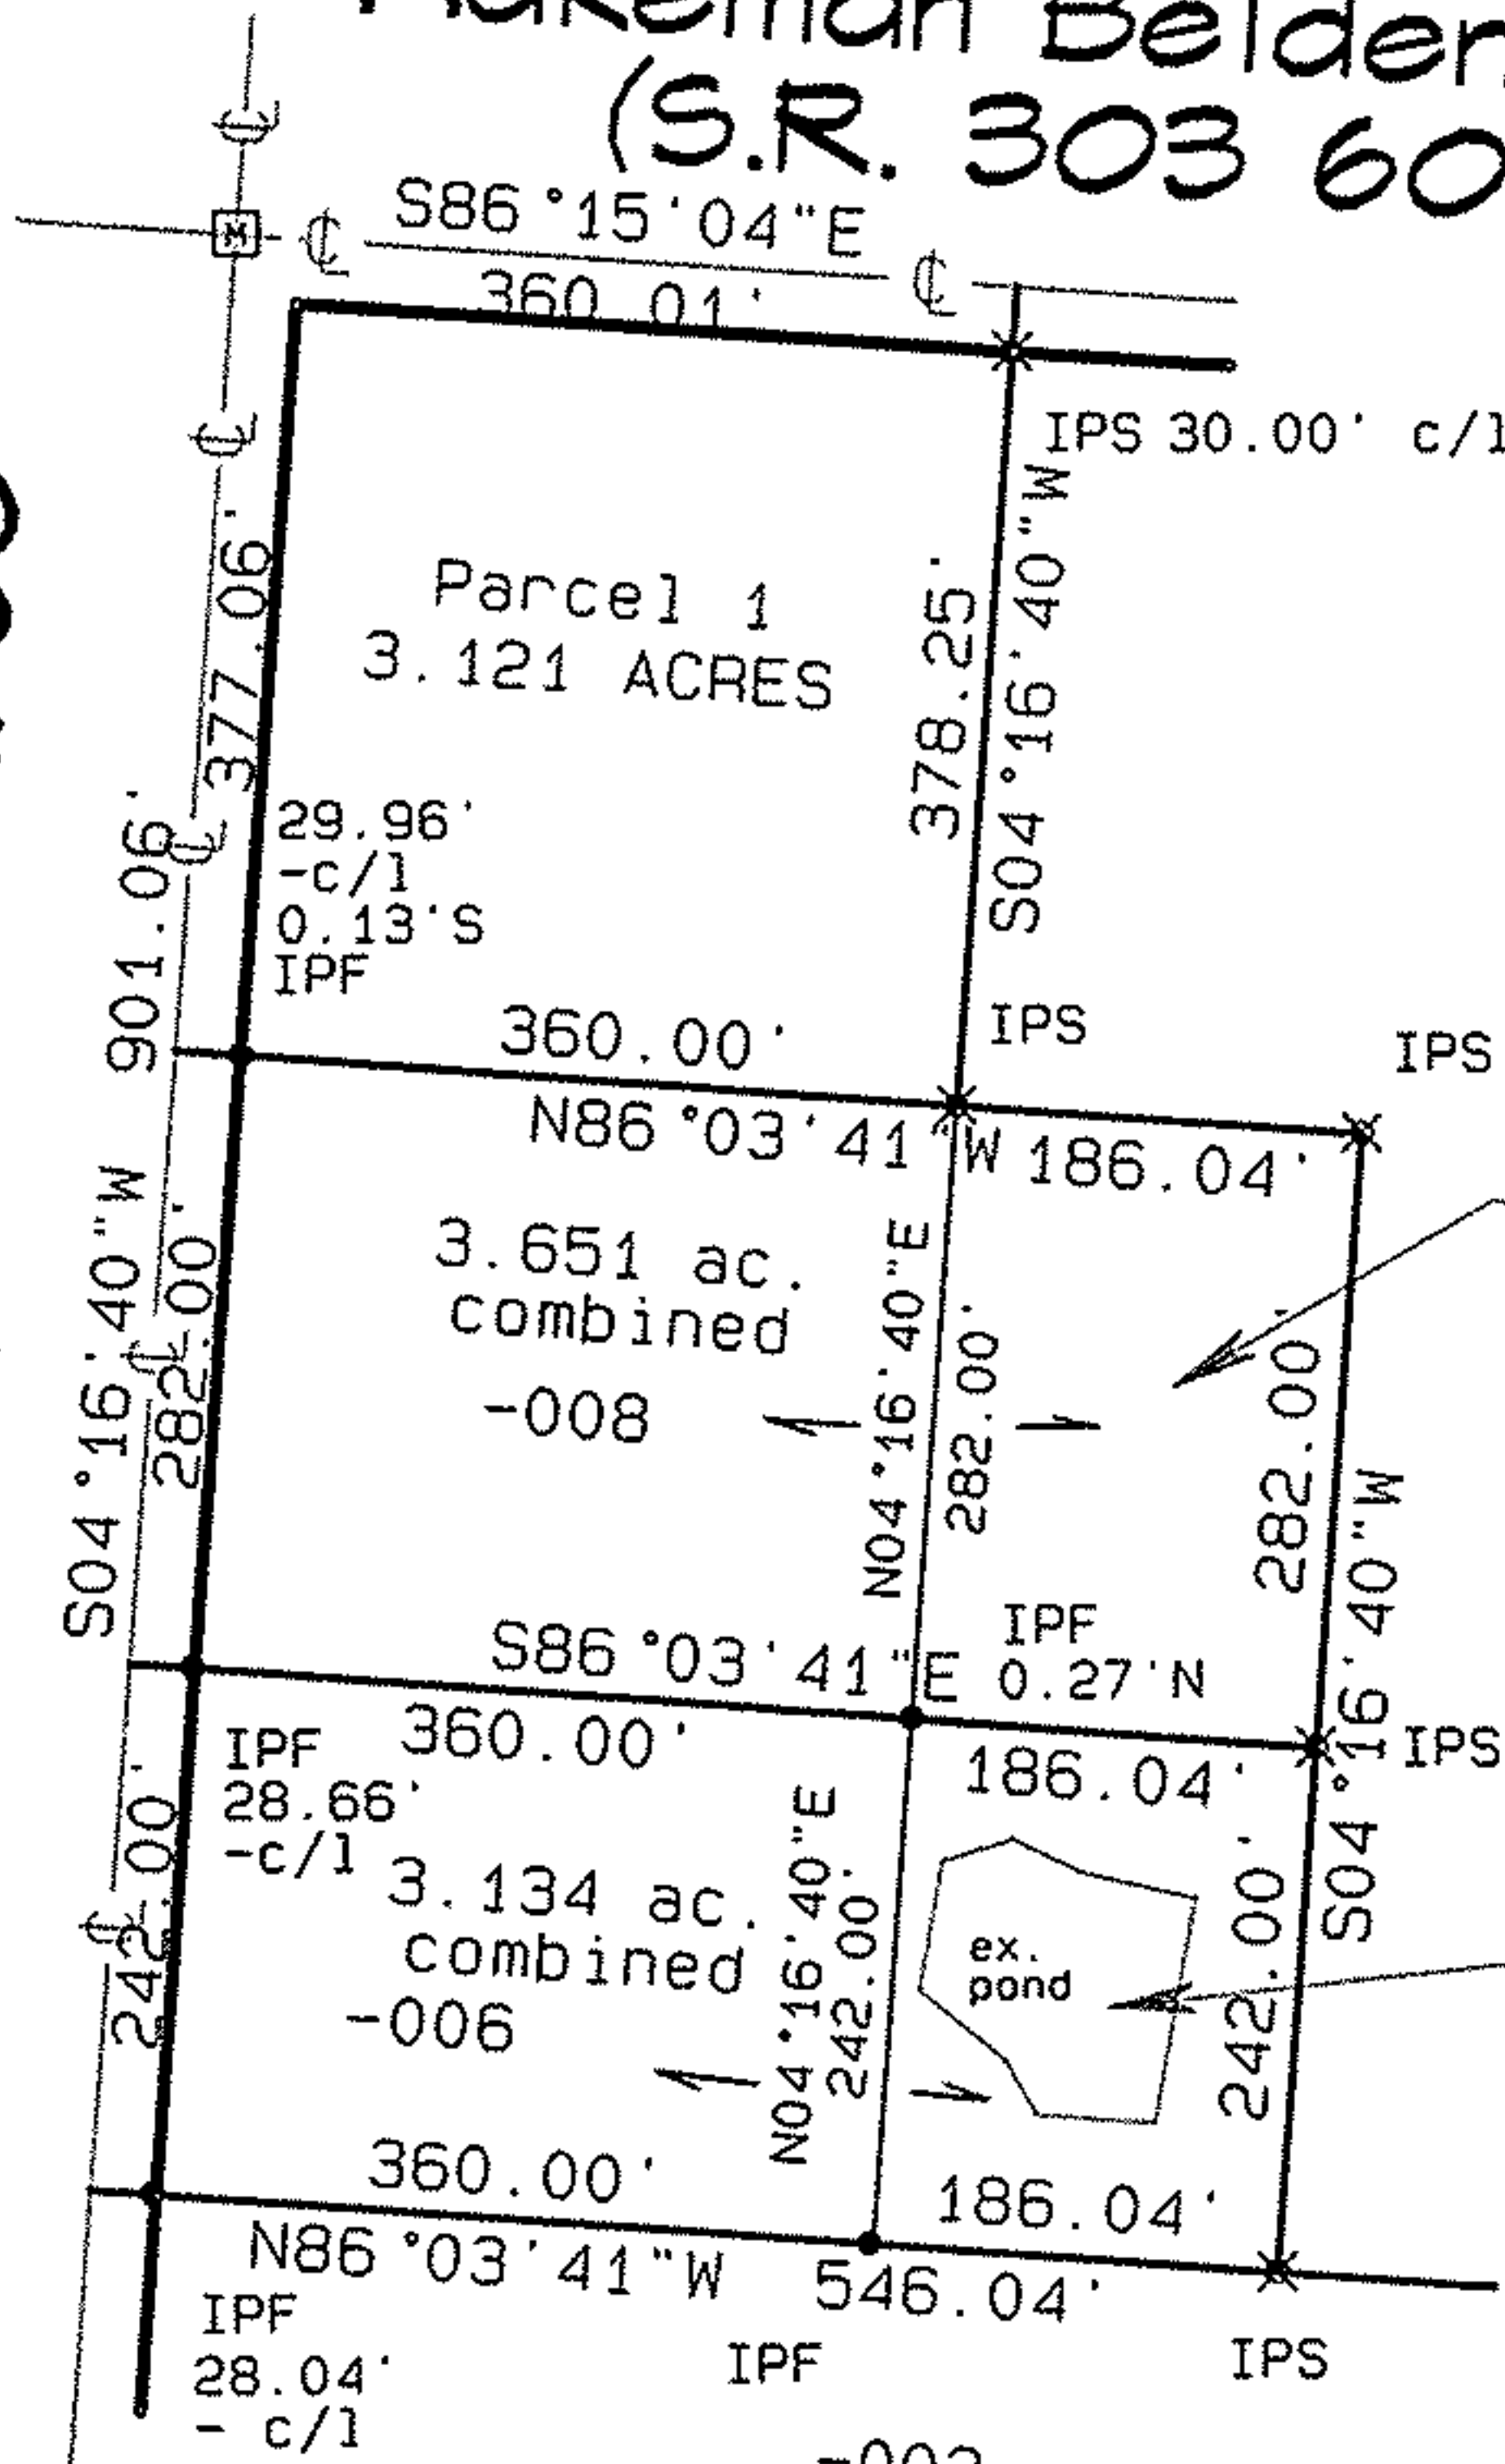 Belden
(S.R. 303 60
S86°15'04"E
M
360.01'
IPS 30.00' c/l
377.06'
Parcel 1
3.121 ACRES
378.25'
S04°16'40"W
29.96'
-c/l
0.13'S
IPF
901.06'
S04°16'40"W
360.00'
IPS
IPS
N86°03'41"W
186.04'
3.651 ac.
combined
-008
282.00'
N04°16'40"E
282.00'
282.00'
S04°16'40"W
S86°03'41"E
IPF
0.27'N
360.00'
186.04'
IPS
IPF
28.66'
-c/l
242.00'
3.134 ac.
combined
-006
N04°16'40"E
242.00'
ex.
pond
242.00'
360.00'
186.04'
N86°03'41"W
546.04'
IPF
28.04'
- c/l
IPF
IPS